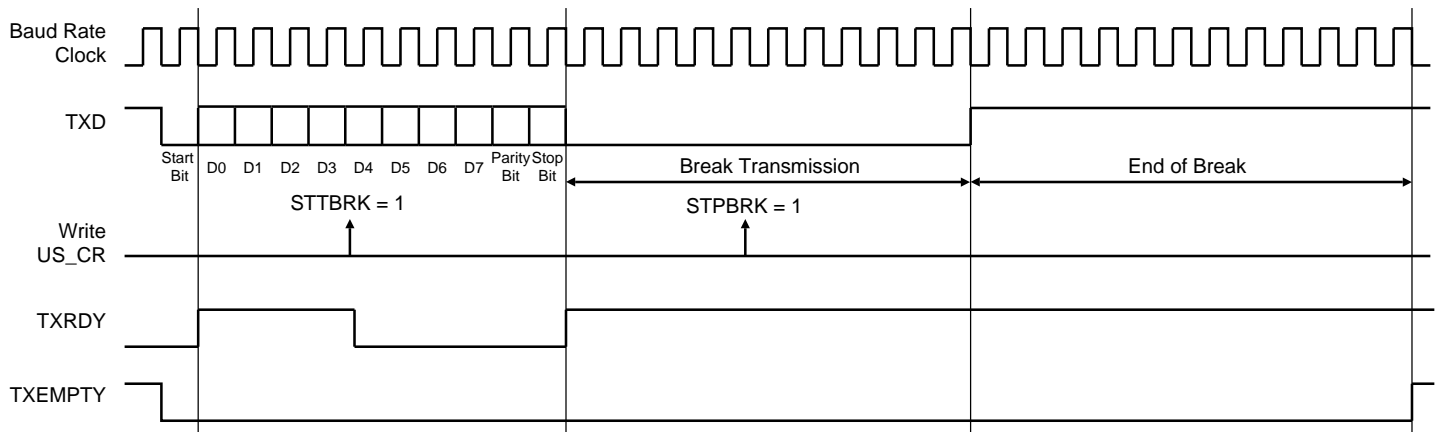 Baud Rate
Clock
TXD
Start
Bit
D0 D1 D2 D3 D4 D5 D6 D7
Parity
Bit
Stop
Bit
Break Transmission
End of Break
STTBRK = 1
STPBRK = 1
Write
US_CR
TXRDY
TXEMPTY